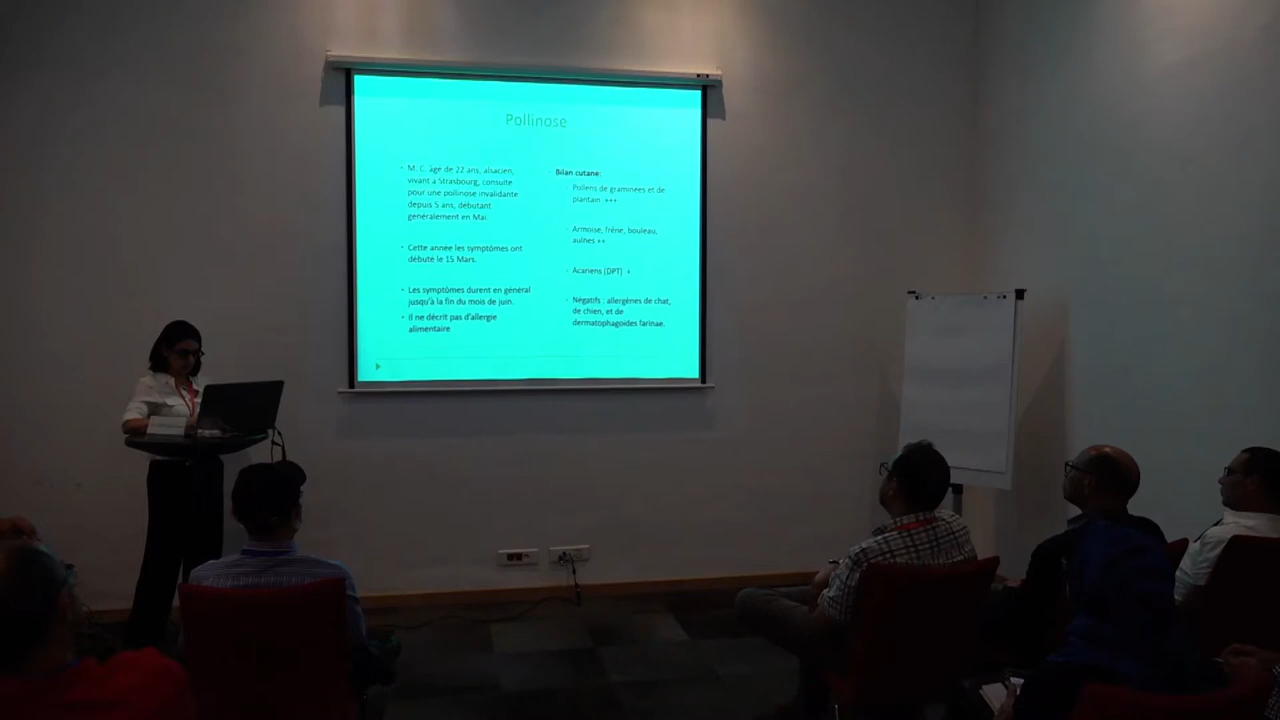 Pollinose
M. C. âgé de 22 ans, alsacien,
vivant à Strasbourg, consulte
pour une pollinose invalidante
depuis 5 ans, débutant
généralement en Mai.
Cette année les symptômes ont
débuté le 15 Mars.
Les symptômes durent en général
jusqu'à la fin du mois de juin.
Il ne décrit pas d'allergie
alimentaire
Bilan cutané:
Pollens de graminées et de
plantain +++
Armoise, frêne, bouleau,
aulnes ++
Acariens (DPT) +
Négatifs : allergènes de chat,
de chien, et de
dermatophagoides farinae.